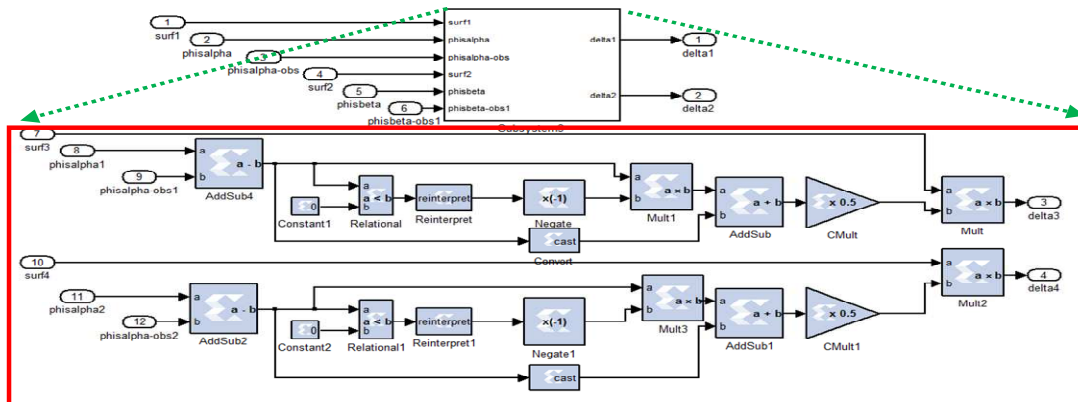 1
surf1
2
phisalpha
3
phisalpha-obs
4
surf2
5
phisbeta
6
phisbeta-obs1
surf1
phisalpha
phisalpha-obs
surf2
phisbeta
phisbeta-obs1
delta1
delta2
1
delta1
2
delta2
7
surf3
8
phisalpha1
9
phisalpha-obs1
a
b
a - b
AddSub4
0
Constant1
a
b
a < b
Relational
reinterpret
Reinterpret
x(-1)
Negate
cast
Convert
a
b
a x b
Mult1
a
b
a + b
AddSub
x 0.5
CMult
a
b
a x b
Mult
3
delta3
10
surf4
11
phisalpha2
12
phisalpha-obs2
a
b
a - b
AddSub2
0
Constant2
a
b
a < b
Relational1
reinterpret
Reinterpret1
x(-1)
Negate1
cast
a
b
a x b
Mult3
a
b
a + b
AddSub1
x 0.5
CMult1
a
b
a x b
Mult2
4
delta4